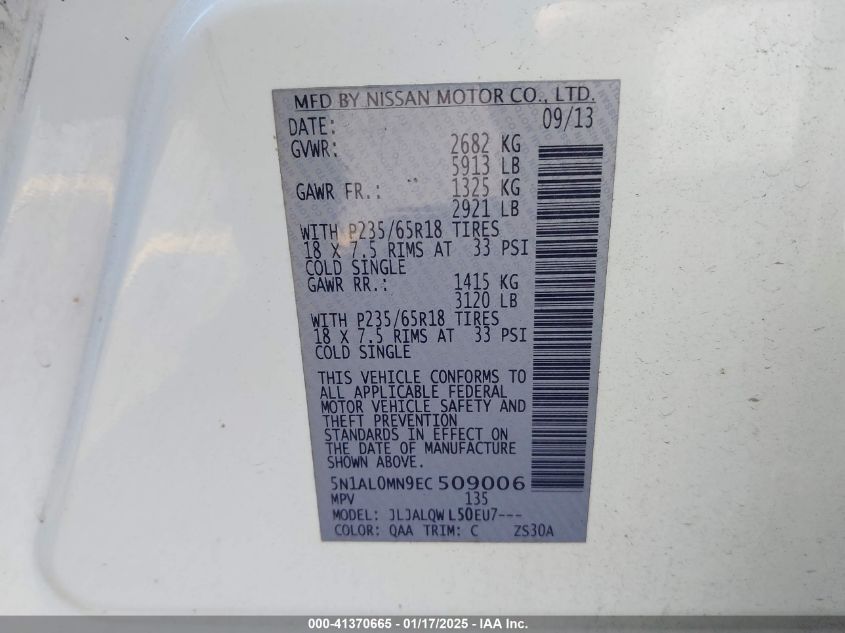 MFD BY NISSAN MOTOR CO., LTD.
DATE: 09/13
GVWR: 2682 KG
5913 LB
GAWR FR.: 1325 KG
2921 LB
WITH P235/65R18 TIRES
18 X 7.5 RIMS AT 33 PSI
COLD SINGLE
GAWR RR.: 1415 KG
3120 LB
WITH P235/65R18 TIRES
18 X 7.5 RIMS AT 33 PSI
COLD SINGLE
THIS VEHICLE CONFORMS TO
ALL APPLICABLE FEDERAL
MOTOR VEHICLE SAFETY AND
THEFT PREVENTION
STANDARDS IN EFFECT ON
THE DATE OF MANUFACTURE
SHOWN ABOVE.
5N1AL0MN9EC 509006
MPV 135
MODEL: JLJALQW L50EU7---
COLOR: QAA TRIM: C ZS30A
000-41370665 - 01/17/2025 - IAA Inc.